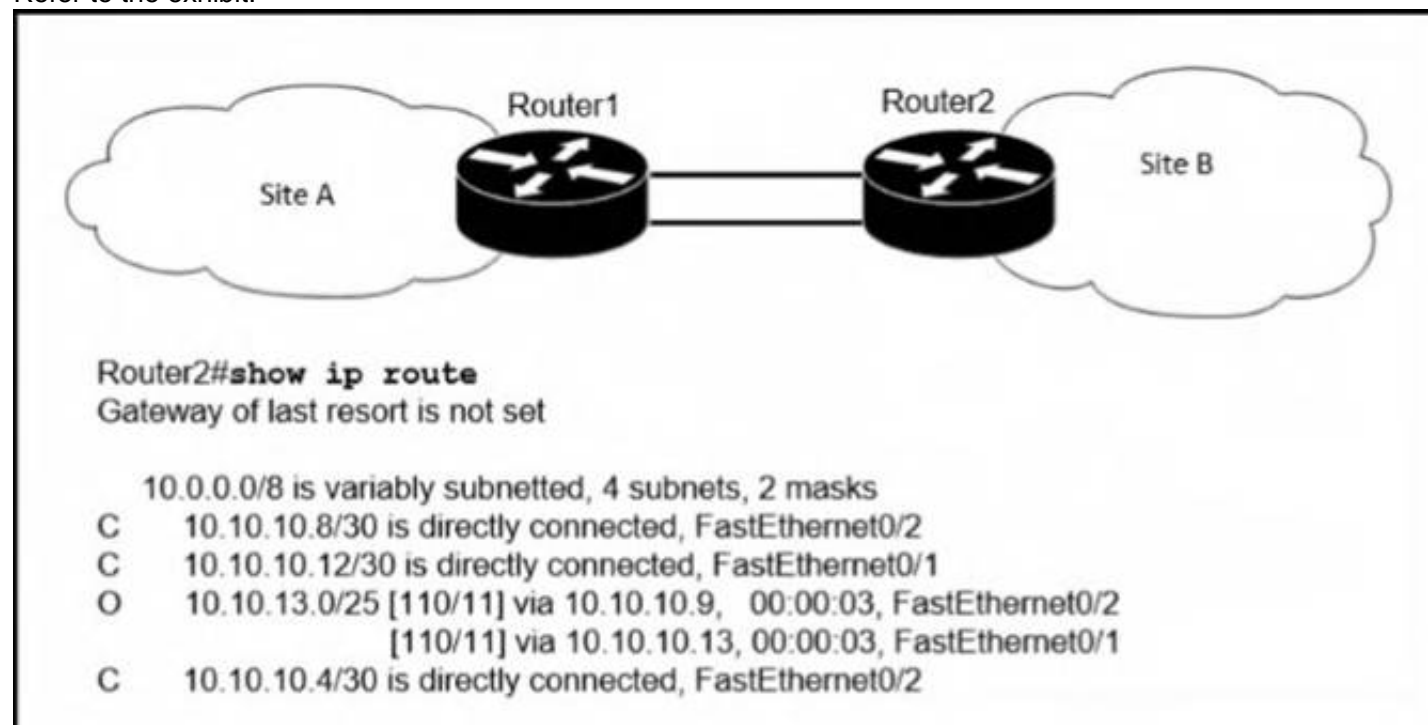 Refer to the exhibit.
Router1
Router2
Site A
Site B
Router2#show ip route
Gateway of last resort is not set
10.0.0.0/8 is variably subnetted, 4 subnets, 2 masks
C 10.10.10.8/30 is directly connected, FastEthernet0/2
C 10.10.10.12/30 is directly connected, FastEthernet0/1
O 10.10.13.0/25 [110/11] via 10.10.10.9, 00:00:03, FastEthernet0/2
[110/11] via 10.10.10.13, 00:00:03, FastEthernet0/1
C 10.10.10.4/30 is directly connected, FastEthernet0/2